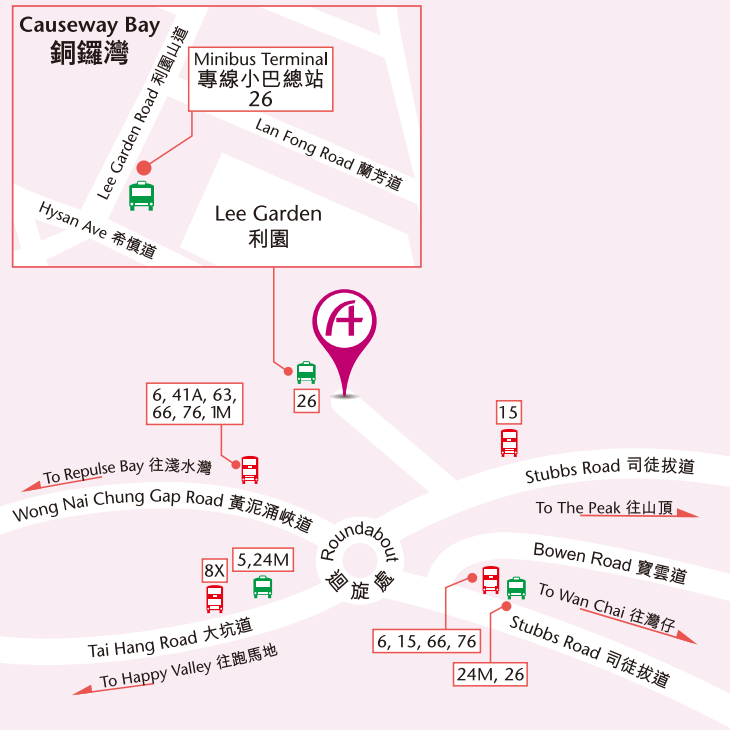 Causeway Bay
銅鑼灣
Minibus Terminal
專線小巴總站
26
Lee Garden Road 利園山道
Lan Fong Road 蘭芳道
Hysan Ave 希慎道
Lee Garden
利園
26
6, 41A, 63,
66, 76, 1M
15
To Repulse Bay 往淺水灣
Stubbs Road 司徒拔道
Wong Nai Chung Gap Road 黃泥涌峽道
To The Peak 往山頂
Roundabout
迴旋處
Bowen Road 寶雲道
8X
5,24M
To Wan Chai 往灣仔
6, 15, 66, 76
Stubbs Road 司徒拔道
24M, 26
Tai Hang Road 大坑道
To Happy Valley 往跑馬地